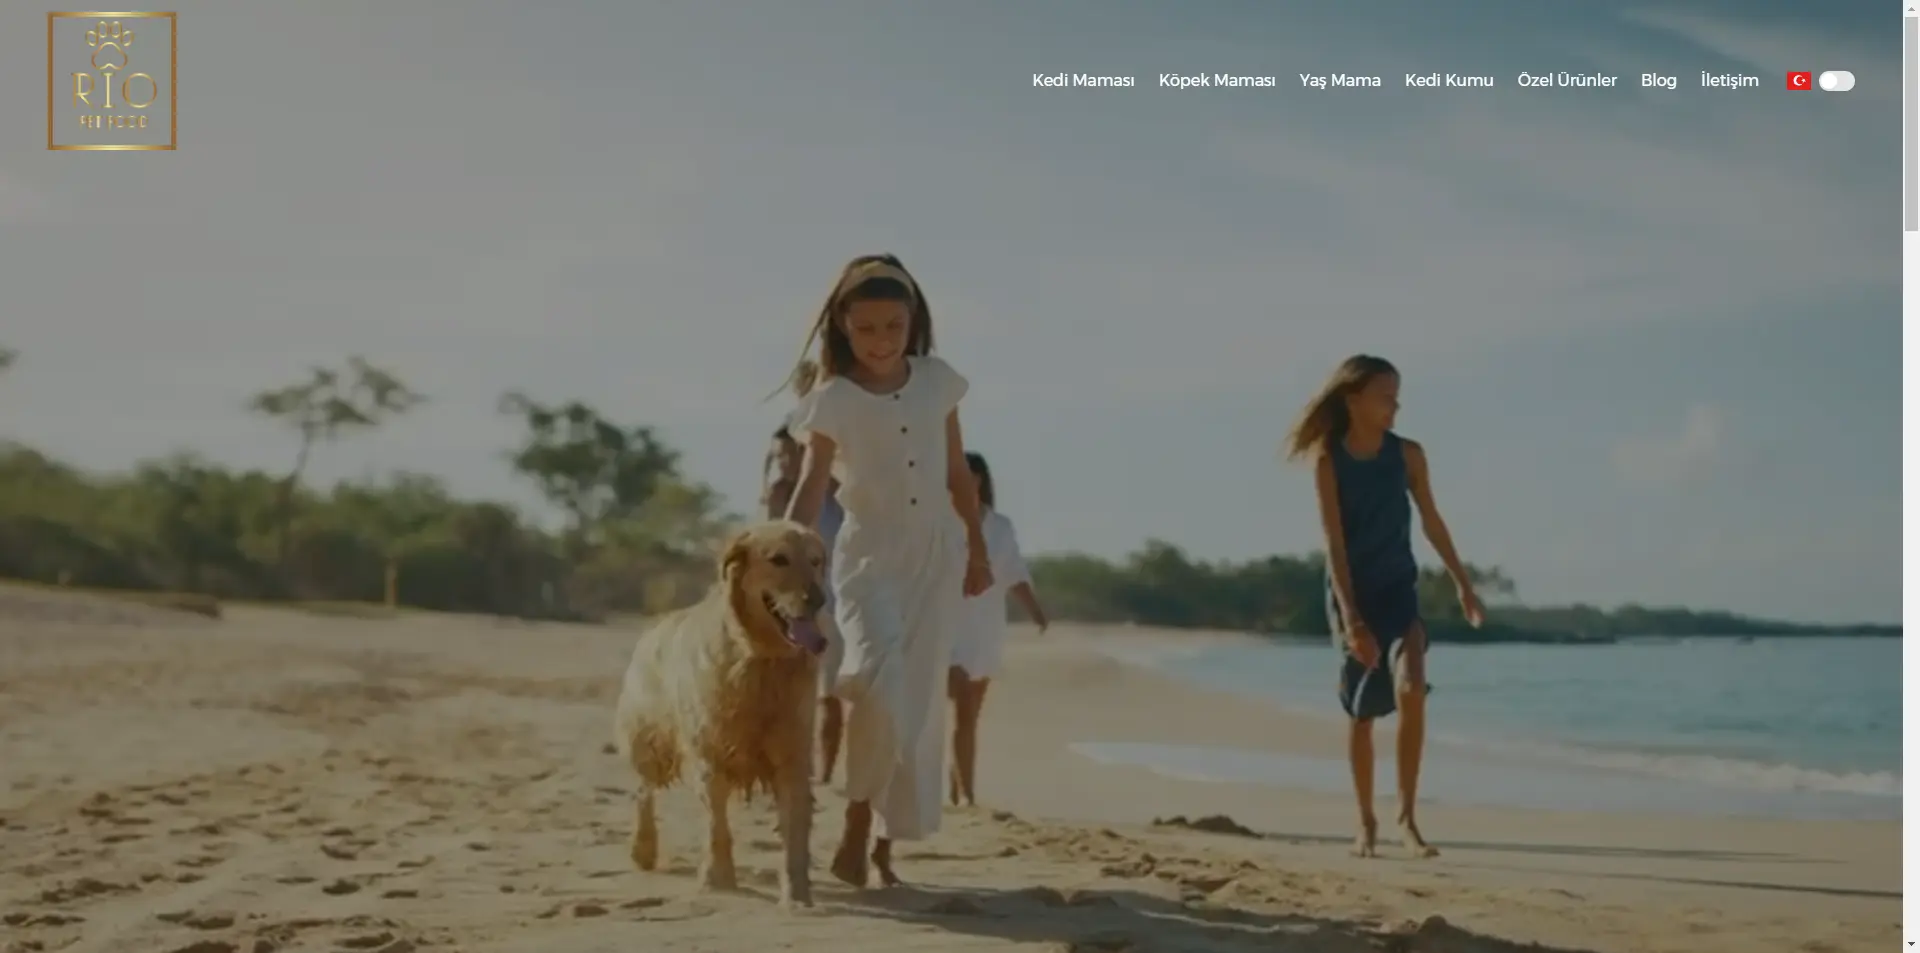 RIO
PET FOOD
Kedi Maması Köpek Maması Yaş Mama Kedi Kumu Özel Ürünler Blog İletişim